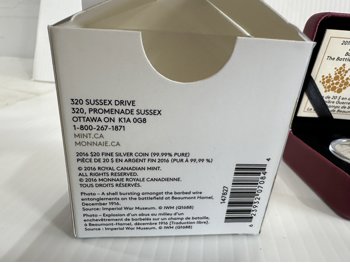 320 SUSSEX DRIVE
320, PROMENADE SUSSEX
OTTAWA ON K1A 0G8
1-800-267-1871
MINT.CA
MONNAIE.CA
2016 $20 FINE SILVER COIN (99.99% PURE)
PIÈCE DE 20 $ EN ARGENT FIN 2016 (PUR À 99,99 %)
© 2016 ROYAL CANADIAN MINT.
ALL RIGHTS RESERVED.
© 2016 MONNAIE ROYALE CANADIENNE.
TOUS DROITS RÉSERVÉS.
Photo – A shell bursting amongst the barbed wire
entanglements on the battlefield at Beaumont Hamel,
December 1916.
Source: Imperial War Museum. © IWM (Q1688)
Photo – Explosion d'un obus au milieu d'un
enchevêtrement de barbelés sur un champ de bataille,
à Beaumont-Hamel, décembre 1916 (Traduction libre).
Source: Imperial War Museum. © IWM (Q1688)
147827
The Battle